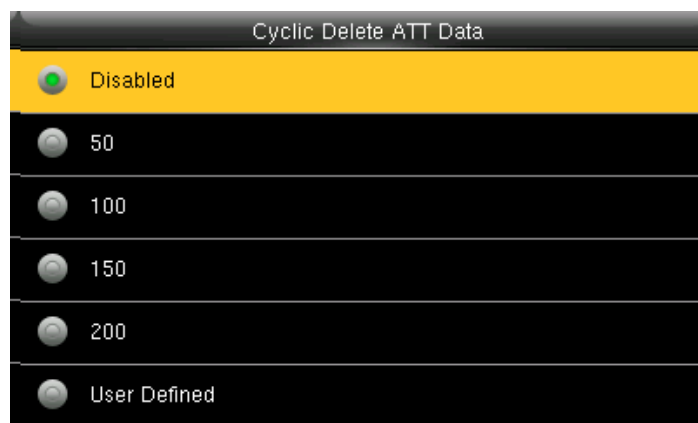 Cyclic Delete ATT Data
Disabled
50
100
150
200
User Defined